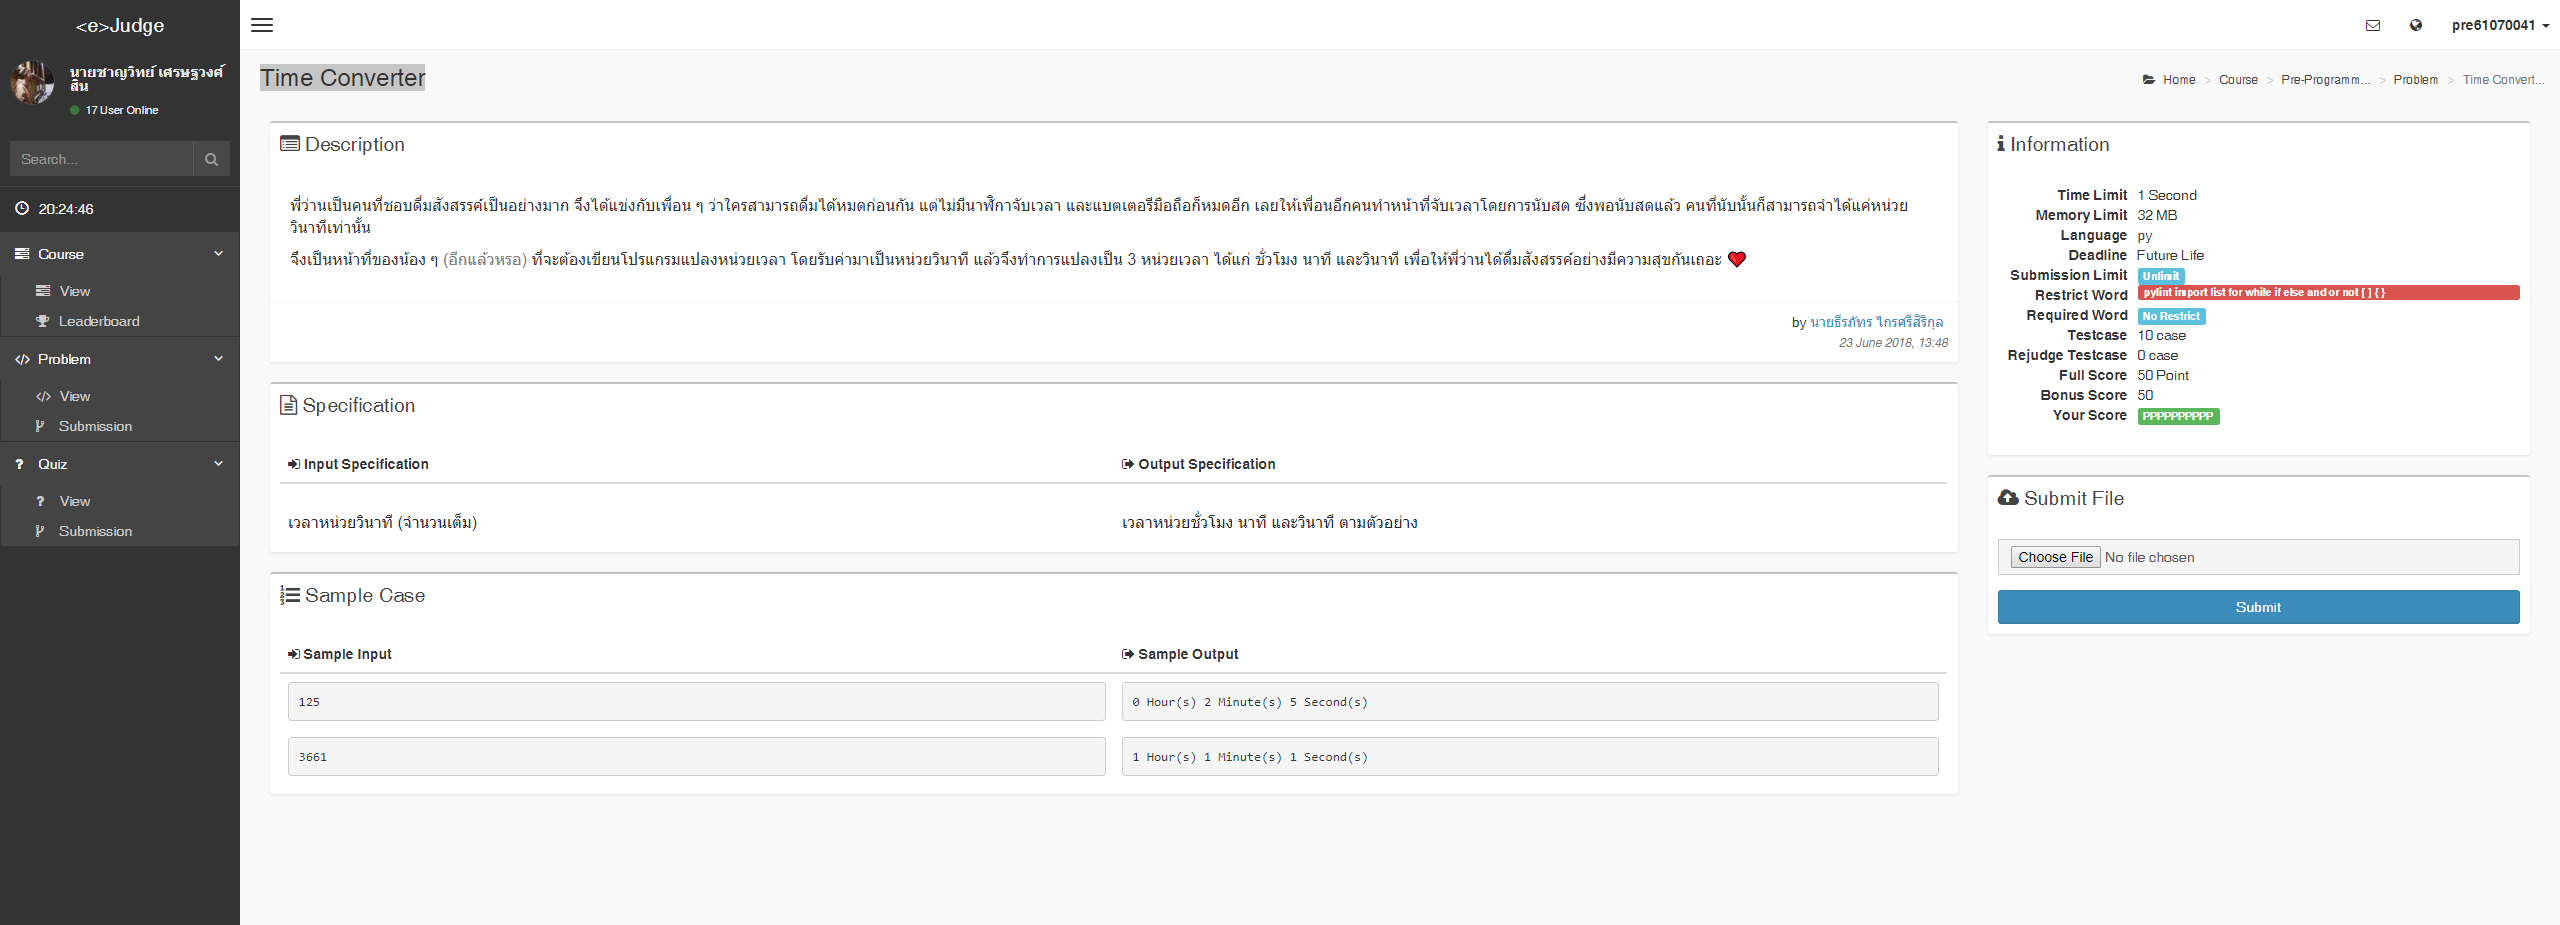 <e>Judge
pre61070041
นายชาญวิทย์ เศรษฐวงศ์
สิน
17 User Online
Search...
20:24:46
Course
View
Leaderboard
Problem
View
Submission
Quiz
View
Submission
Time Converter
Home > Course > Pre-Programm... > Problem > Time Convert...
Description
พี่ว่านเป็นคนที่ชอบดื่มสังสรรค์เป็นอย่างมาก จึงได้แข่งกับเพื่อน ๆ ว่าใครสามารถดื่มได้หมดก่อนกัน แต่ไม่มีนาฬิกาจับเวลา และแบตเตอรีมือถือก็หมดอีก เลยให้เพื่อนอีกคนทำหน้าที่จับเวลาโดยการนับสด ซึ่งพอนับสดแล้ว คนที่นับนั้นก็สามารถจำได้แค่หน่วย
วินาทีเท่านั้น
จึงเป็นหน้าที่ของน้อง ๆ (อีกแล้วหรอ) ที่จะต้องเขียนโปรแกรมแปลงหน่วยเวลา โดยรับค่ามาเป็นหน่วยวินาที แล้วจึงทำการแปลงเป็น 3 หน่วยเวลา ได้แก่ ชั่วโมง นาที และวินาที เพื่อให้พี่ว่านได้ดื่มสังสรรค์อย่างมีความสุขกันเถอะ
by นายธีรภัทร ไกรศรีสิริกุล
23 June 2018, 13:48
Specification
Input Specification
Output Specification
เวลาหน่วยวินาที (จำนวนเต็ม)
เวลาหน่วยชั่วโมง นาที และวินาที ตามตัวอย่าง
Sample Case
Sample Input
Sample Output
125
0 Hour(s) 2 Minute(s) 5 Second(s)
3661
1 Hour(s) 1 Minute(s) 1 Second(s)
Information
Time Limit 1 Second
Memory Limit 32 MB
Language py
Deadline Future Life
Submission Limit Unlimit
Restrict Word pylint import list for while if else and or not [ ] { }
Required Word No Restrict
Testcase 10 case
Rejudge Testcase 0 case
Full Score 50 Point
Bonus Score 50
Your Score PPPPPPPPPP
Submit File
Choose File No file chosen
Submit